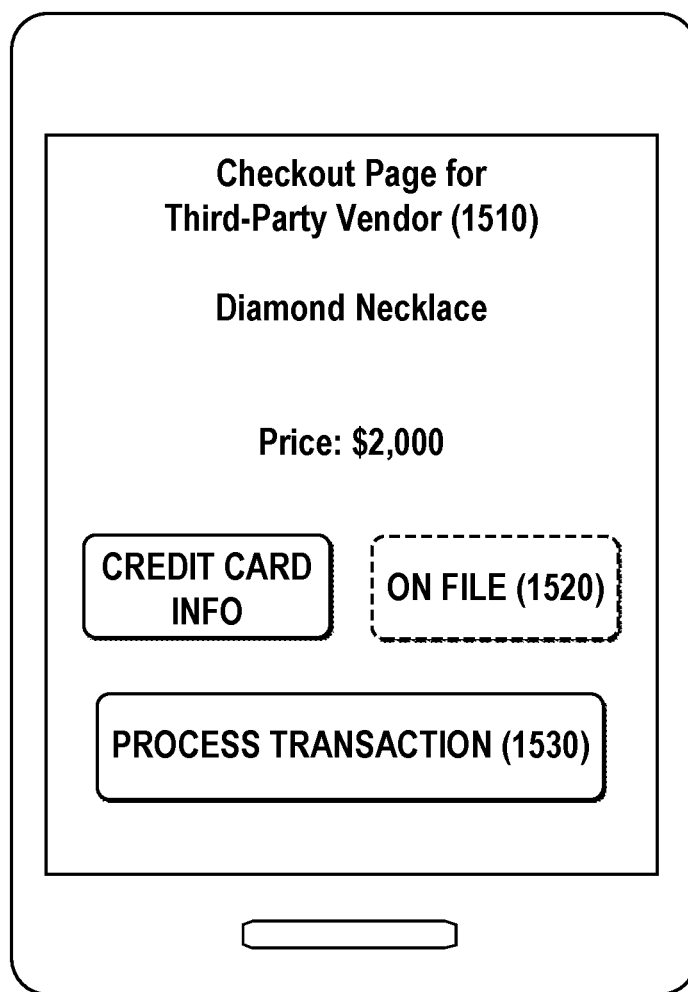 Checkout Page for
Third-Party Vendor (1510)
Diamond Necklace
Price: $2,000
CREDIT CARD
INFO
ON FILE (1520)
PROCESS TRANSACTION (1530)